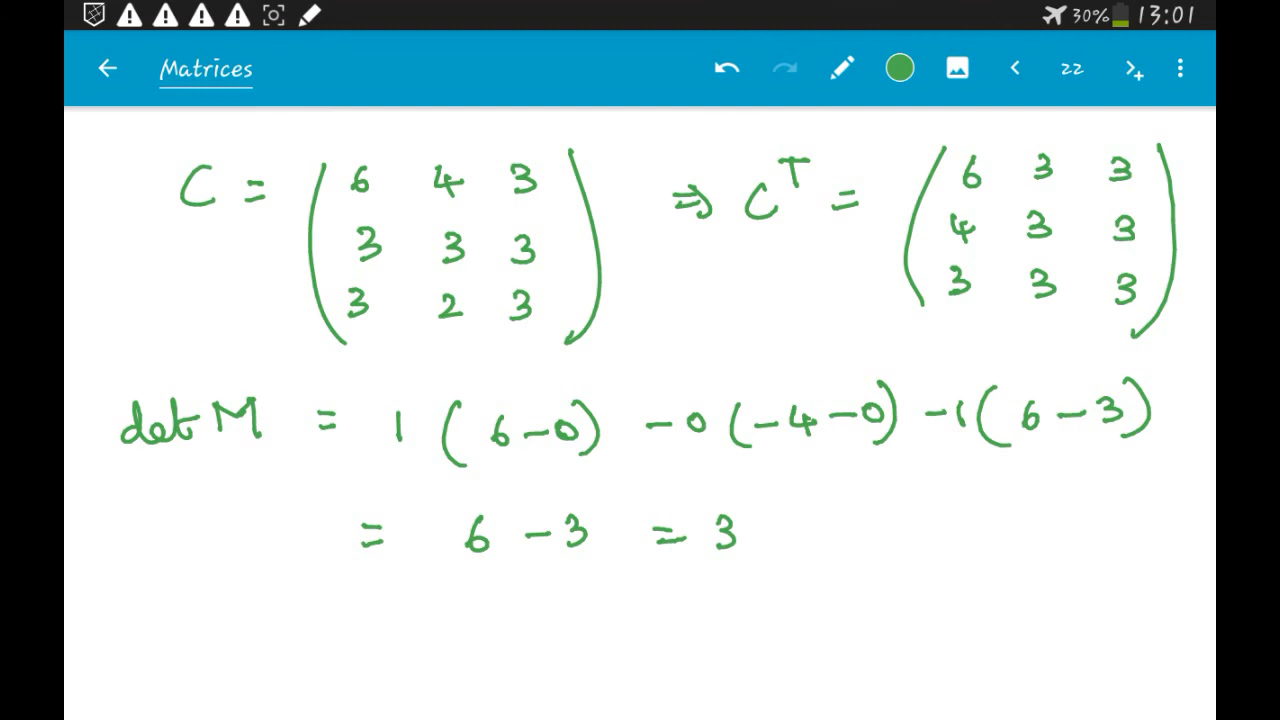 30% 13:01
Matrices 22
C = ( 6 4 3 ) ⇒ C^T = ( 6 3 3 )
3 3 3 4 3 3
3 2 3 3 3 3
det M = 1 ( 6 - 0 ) - 0 ( -4 - 0 ) - 1 ( 6 - 3 )
= 6 - 3 = 3